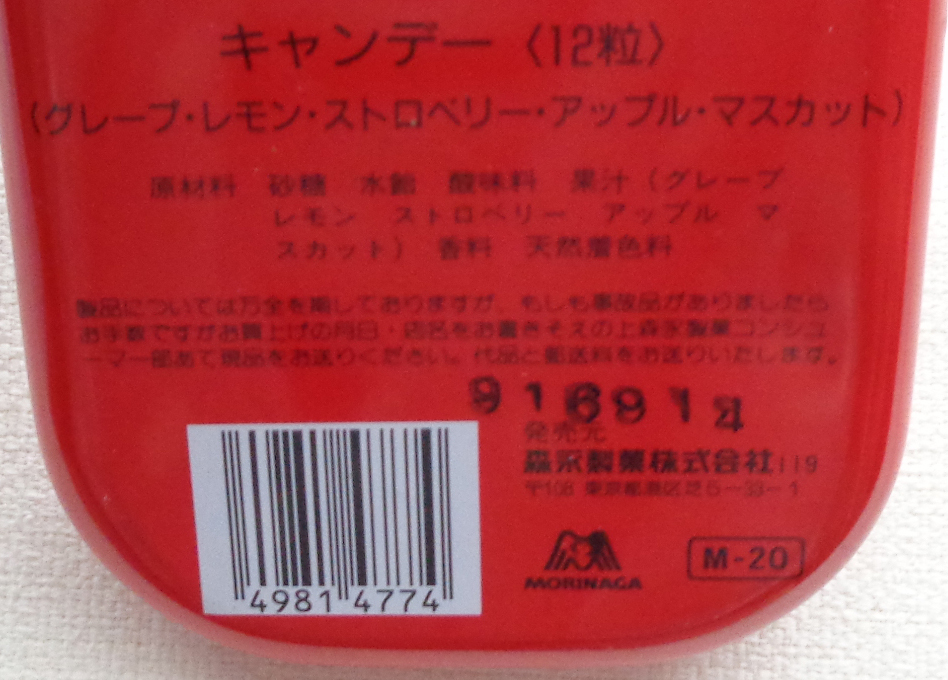 キャンデー〈12粒〉
(グレープ・レモン・ストロベリー・アップル・マスカット)
原材料 砂糖 水飴 酸味料 果汁(グレープ
レモン ストロベリー アップル マ
スカット) 香料 天然着色料
製品については万全を期しておりますが、もしも事故品がありましたら
お手数ですがお買上げの月日・店名をお書きそえの上森永製菓コンシュ
ーマー部あて現品をお送りください。代品と郵送料をお送りいたします。
916914
発売元
森永製菓株式会社119
〒108 東京都港区芝5-33-1
MORINAGA
M-20
4981 4774